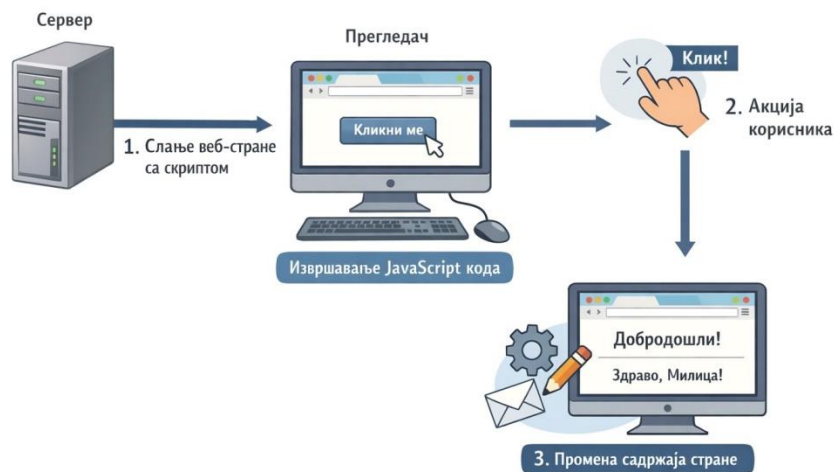 Сервер
Прегледач
Кликни ме
1. Слање веб-стране
са скриптом
Извршавање JavaScript кода
Клик!
2. Акција
корисника
Добродошли!
Здраво, Милица!
3. Промена садржаја стране